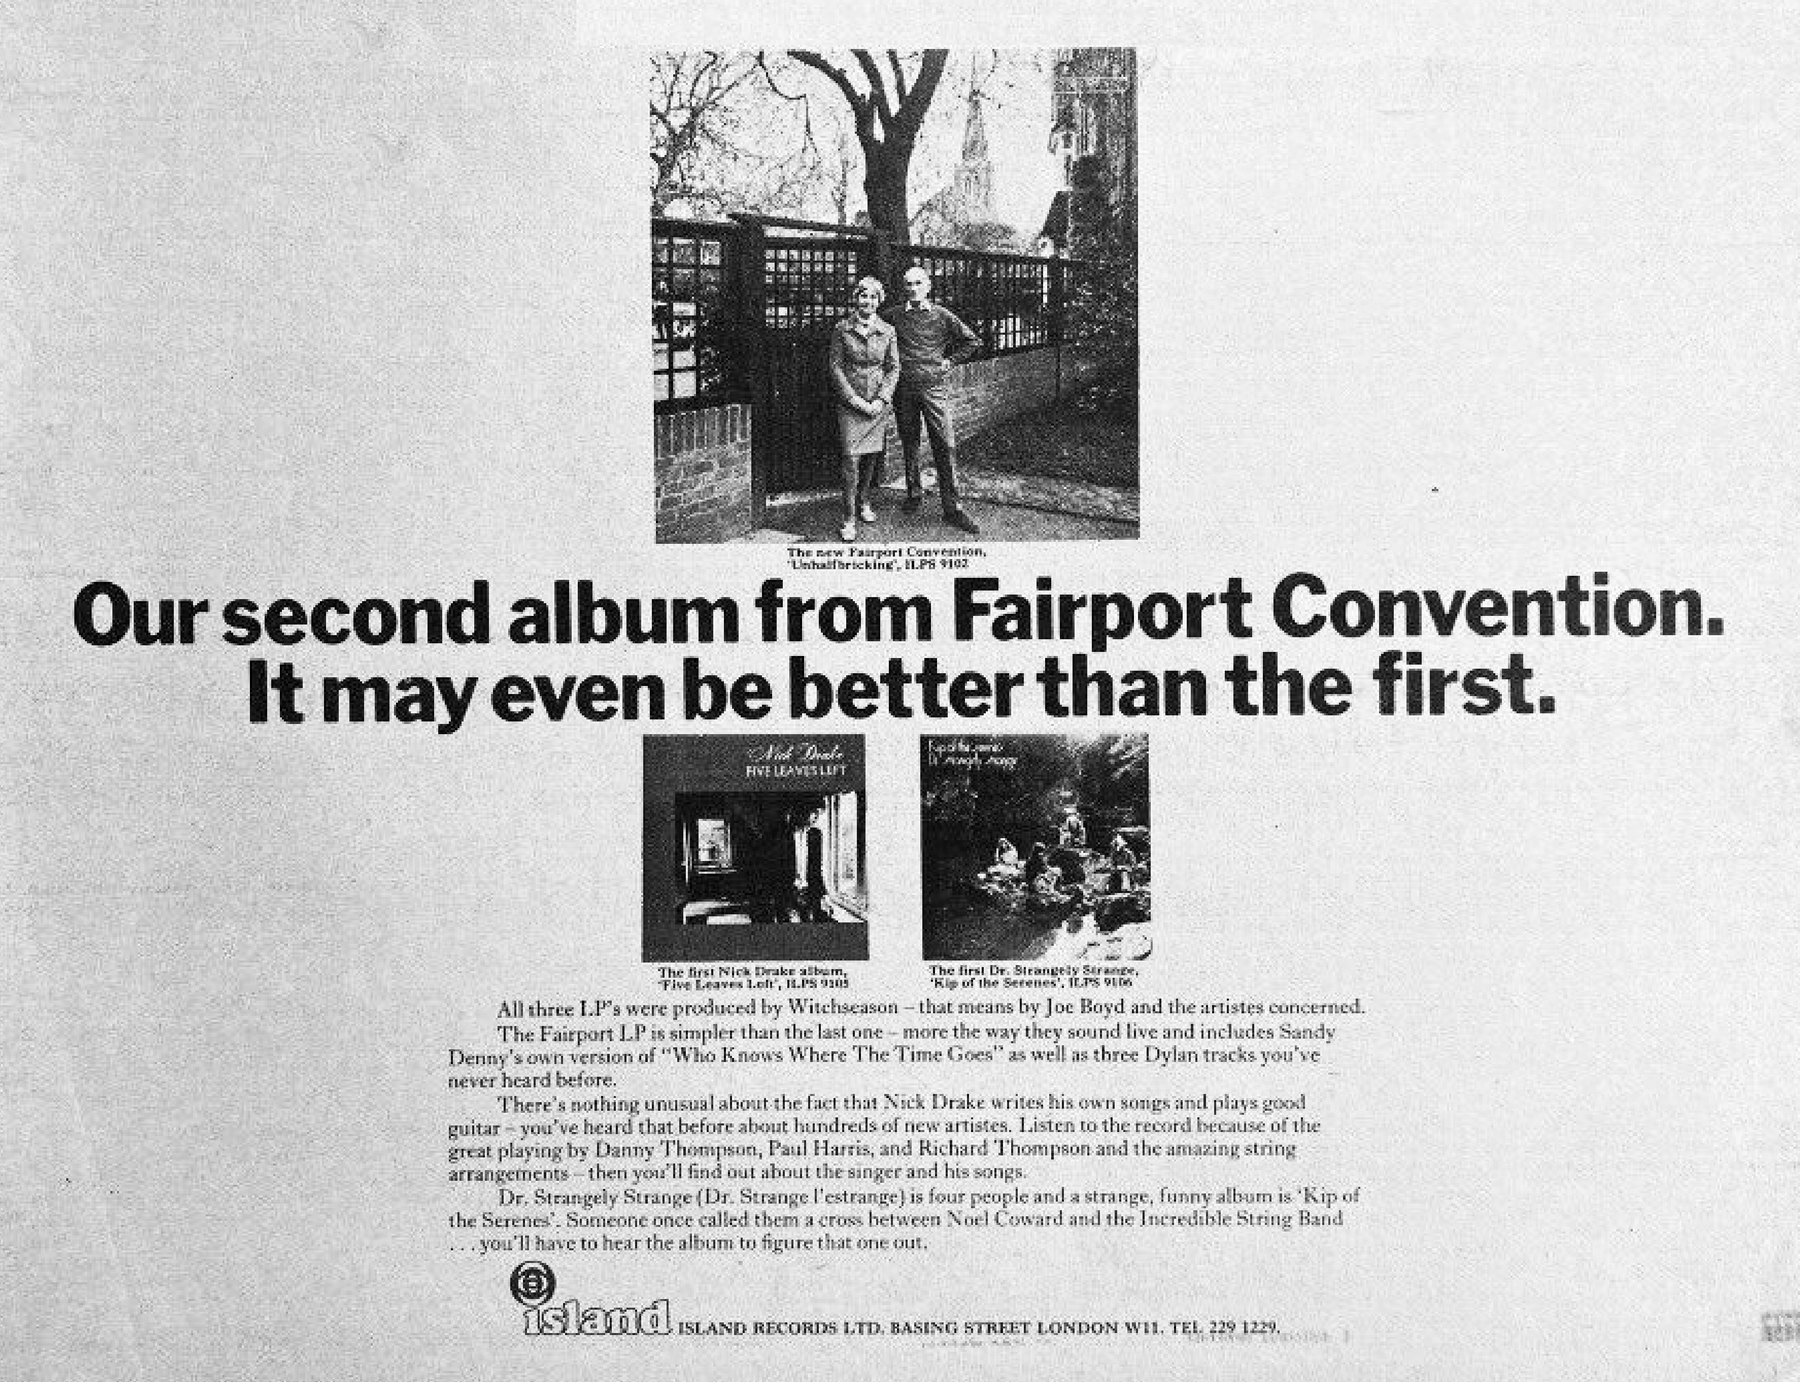 The new Fairport Convention,
'Unhalfbricking', ILPS 9102
Our second album from Fairport Convention.
It may even be better than the first.
Nick Drake
FIVE LEAVES LEFT
Kip of the Serenes
Dr. Strangely Strange
The first Nick Drake album,
'Five Leaves Left', ILPS 9105
The first Dr. Strangely Strange,
'Kip of the Serenes', ILPS 9106
All three LP's were produced by Witchseason – that means by Joe Boyd and the artistes concerned.
The Fairport LP is simpler than the last one – more the way they sound live and includes Sandy
Denny's own version of "Who Knows Where The Time Goes" as well as three Dylan tracks you've
never heard before.
There's nothing unusual about the fact that Nick Drake writes his own songs and plays good
guitar – you've heard that before about hundreds of new artistes. Listen to the record because of the
great playing by Danny Thompson, Paul Harris, and Richard Thompson and the amazing string
arrangements – then you'll find out about the singer and his songs.
Dr. Strangely Strange (Dr. Strange l'estrange) is four people and a strange, funny album is 'Kip of
the Serenes'. Someone once called them a cross between Noel Coward and the Incredible String Band
...you'll have to hear the album to figure that one out.
island
ISLAND RECORDS LTD. BASING STREET LONDON W11. TEL. 229 1229.